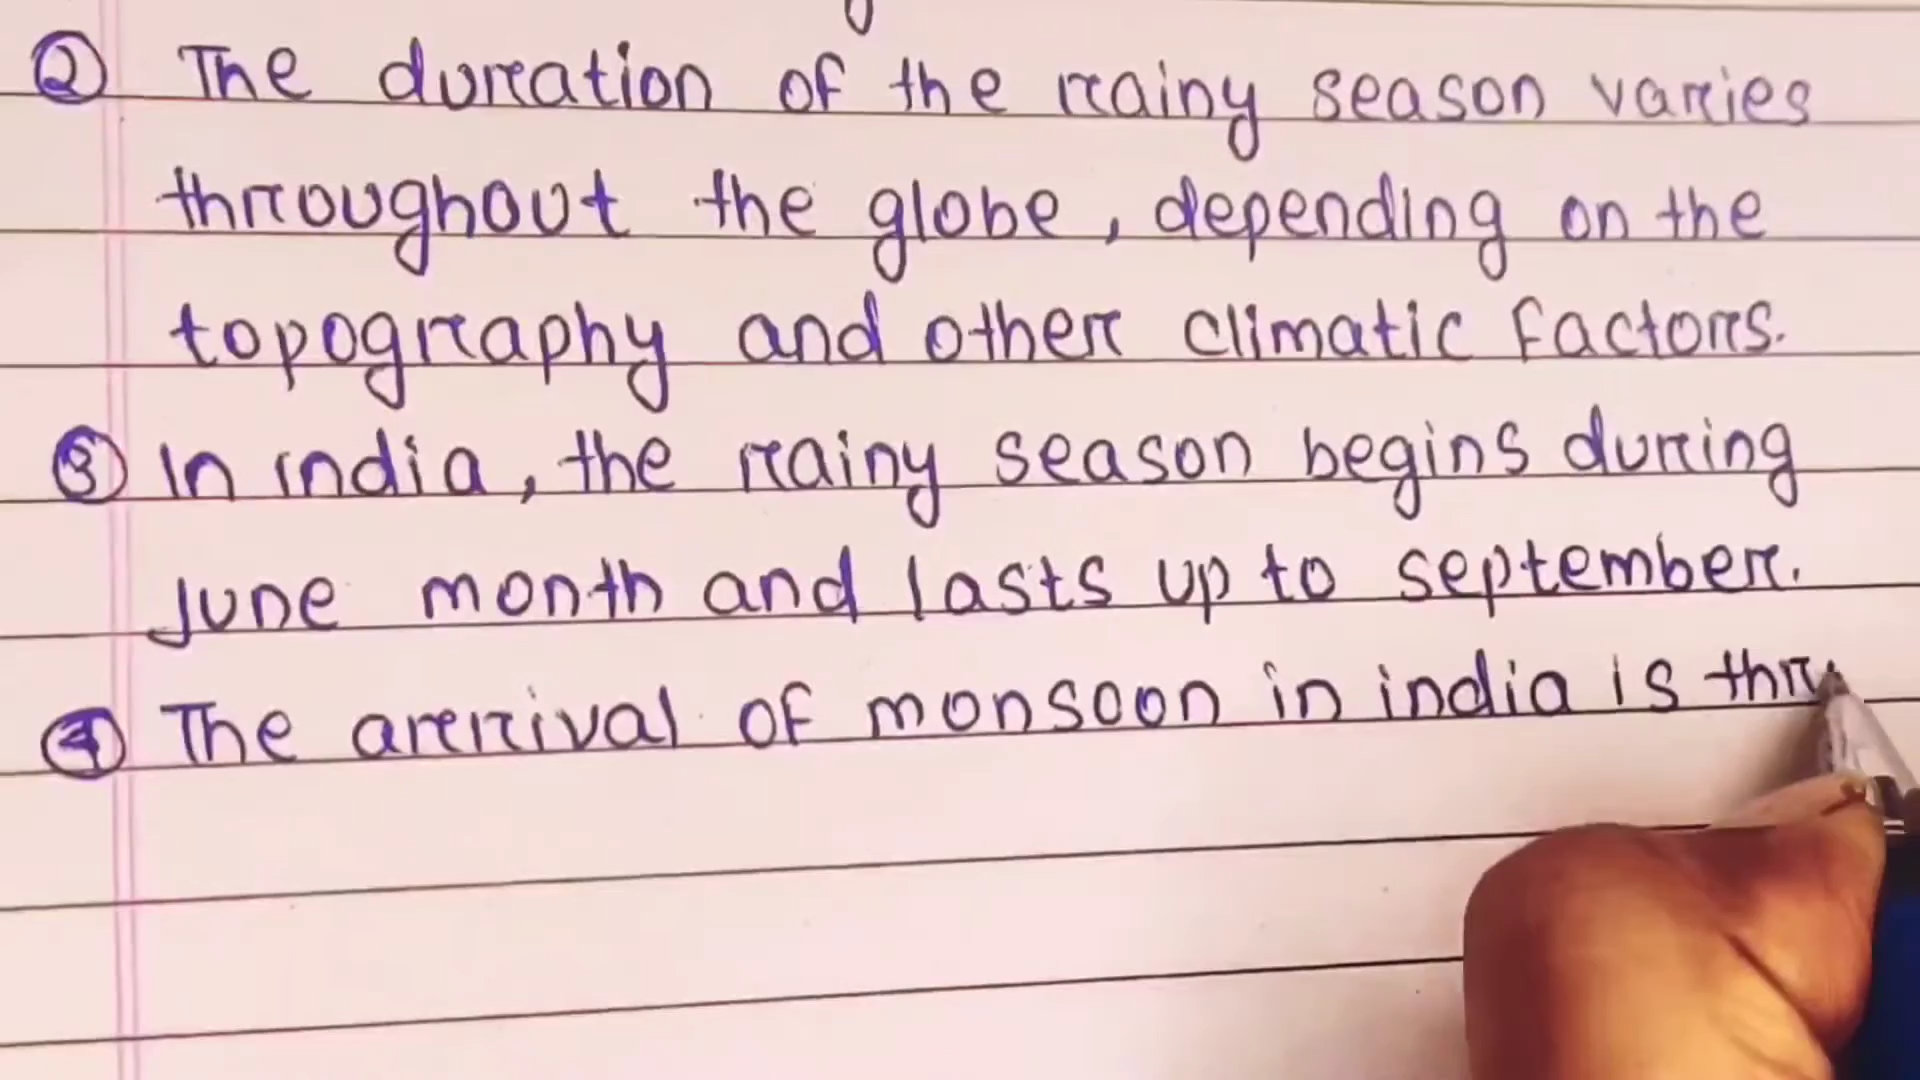 ② The duration of the rainy season varies
throughout the globe, depending on the
topography and other climatic factors.
③ In india, the rainy season begins during
june month and lasts up to september.
④ The arrival of monsoon in india is thr